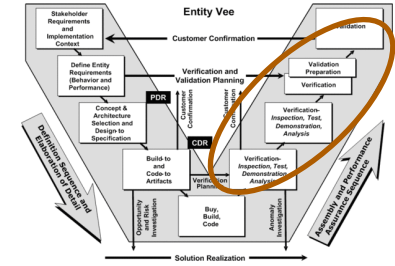 Entity Vee
Stakeholder
Requirements
and
Implementation
Context
Customer Confirmation
Validation
Define Entity
Requirements
(Behavior and
Performance)
Verification and
Validation Planning
Validation
Preparation
Verification
PDR
Customer
Confirmation
Customer
Confirmation
Concept &
Architecture
Selection and
Design-to
Specification
Verification-
Inspection, Test,
Demonstration,
Analysis
CDR
Build-to
and
Code-to
Artifacts
Verification
Planning
Verification-
Inspection, Test,
Demonstration,
Analysis
Definition Sequence and
Elaboration of Detail
Assembly and Performance
Assurance Sequence
Opportunity
and Risk
Investigation
Buy,
Build,
Code
Anomaly
Investigation
Solution Realization